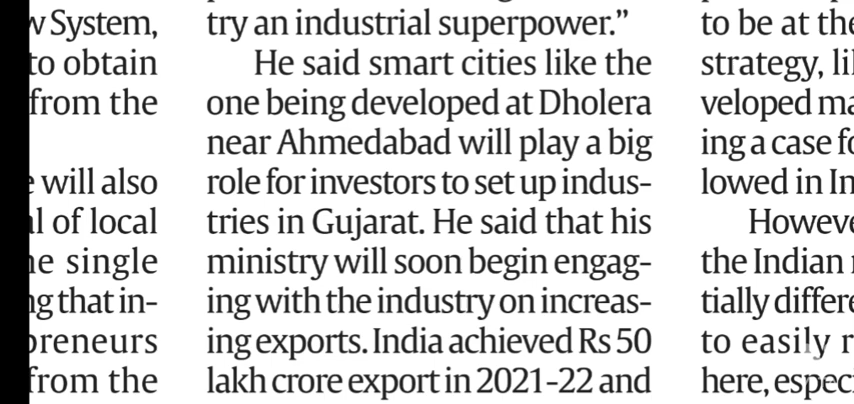 w System,
to obtain
from the
will also
of local
single
ng that in-
preneurs
from the
try an industrial superpower.”
He said smart cities like the
one being developed at Dholera
near Ahmedabad will play a big
role for investors to set up indus-
tries in Gujarat. He said that his
ministry will soon begin engag-
ing with the industry on increas-
ing exports. India achieved Rs 50
lakh crore export in 2021-22 and
to be at the
strategy, li
veloped ma
ing a case fo
lowed in In
Howeve
the Indian
tially differe
to easily r
here, especi